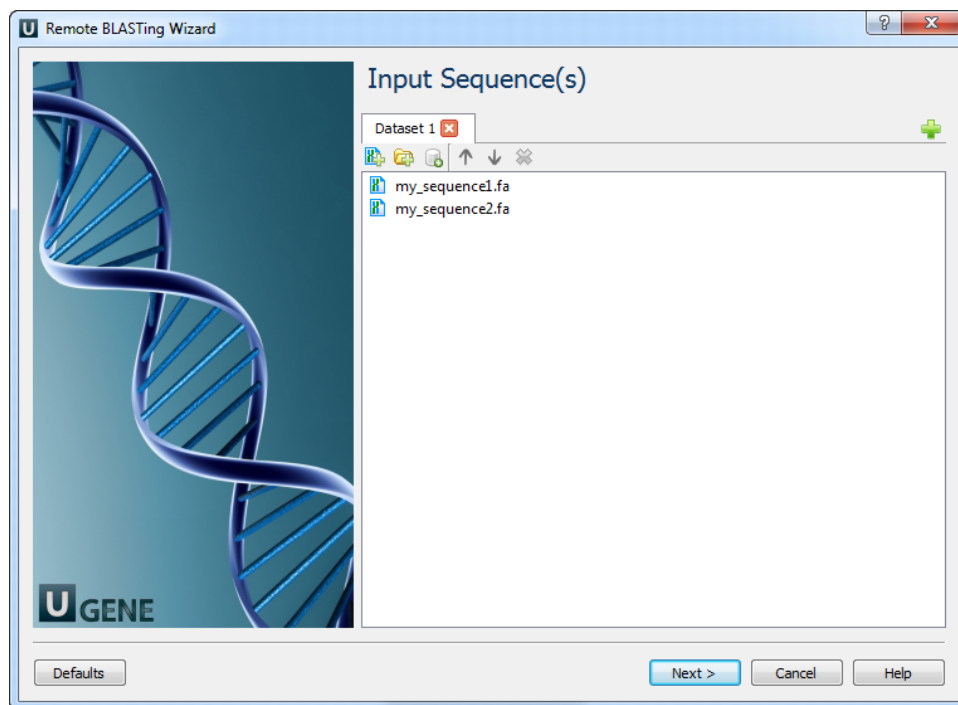 U Remote BLASTing Wizard
?
Input Sequence(s)
Dataset 1
my_sequence1.fa
my_sequence2.fa
U GENE
Defaults
Next >
Cancel
Help